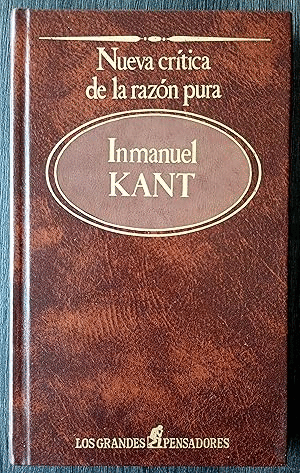 Nueva crítica
de la razón pura
Inmanuel
KANT
LOS GRANDES PENSADORES